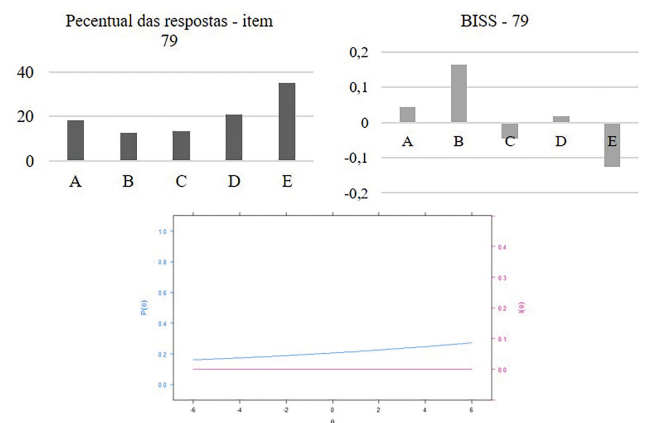 Pecentual das respostas - item
79
40
20
0
A B C D E
BISS - 79
0,2
0,1
0
-0,1
-0,2
A B C D E
1.0
0.8
0.6
0.4
0.2
0.0
P(θ)
0.4
0.3
0.2
0.1
0.0
I(θ)
-6 -4 -2 0 2 4 6
θ